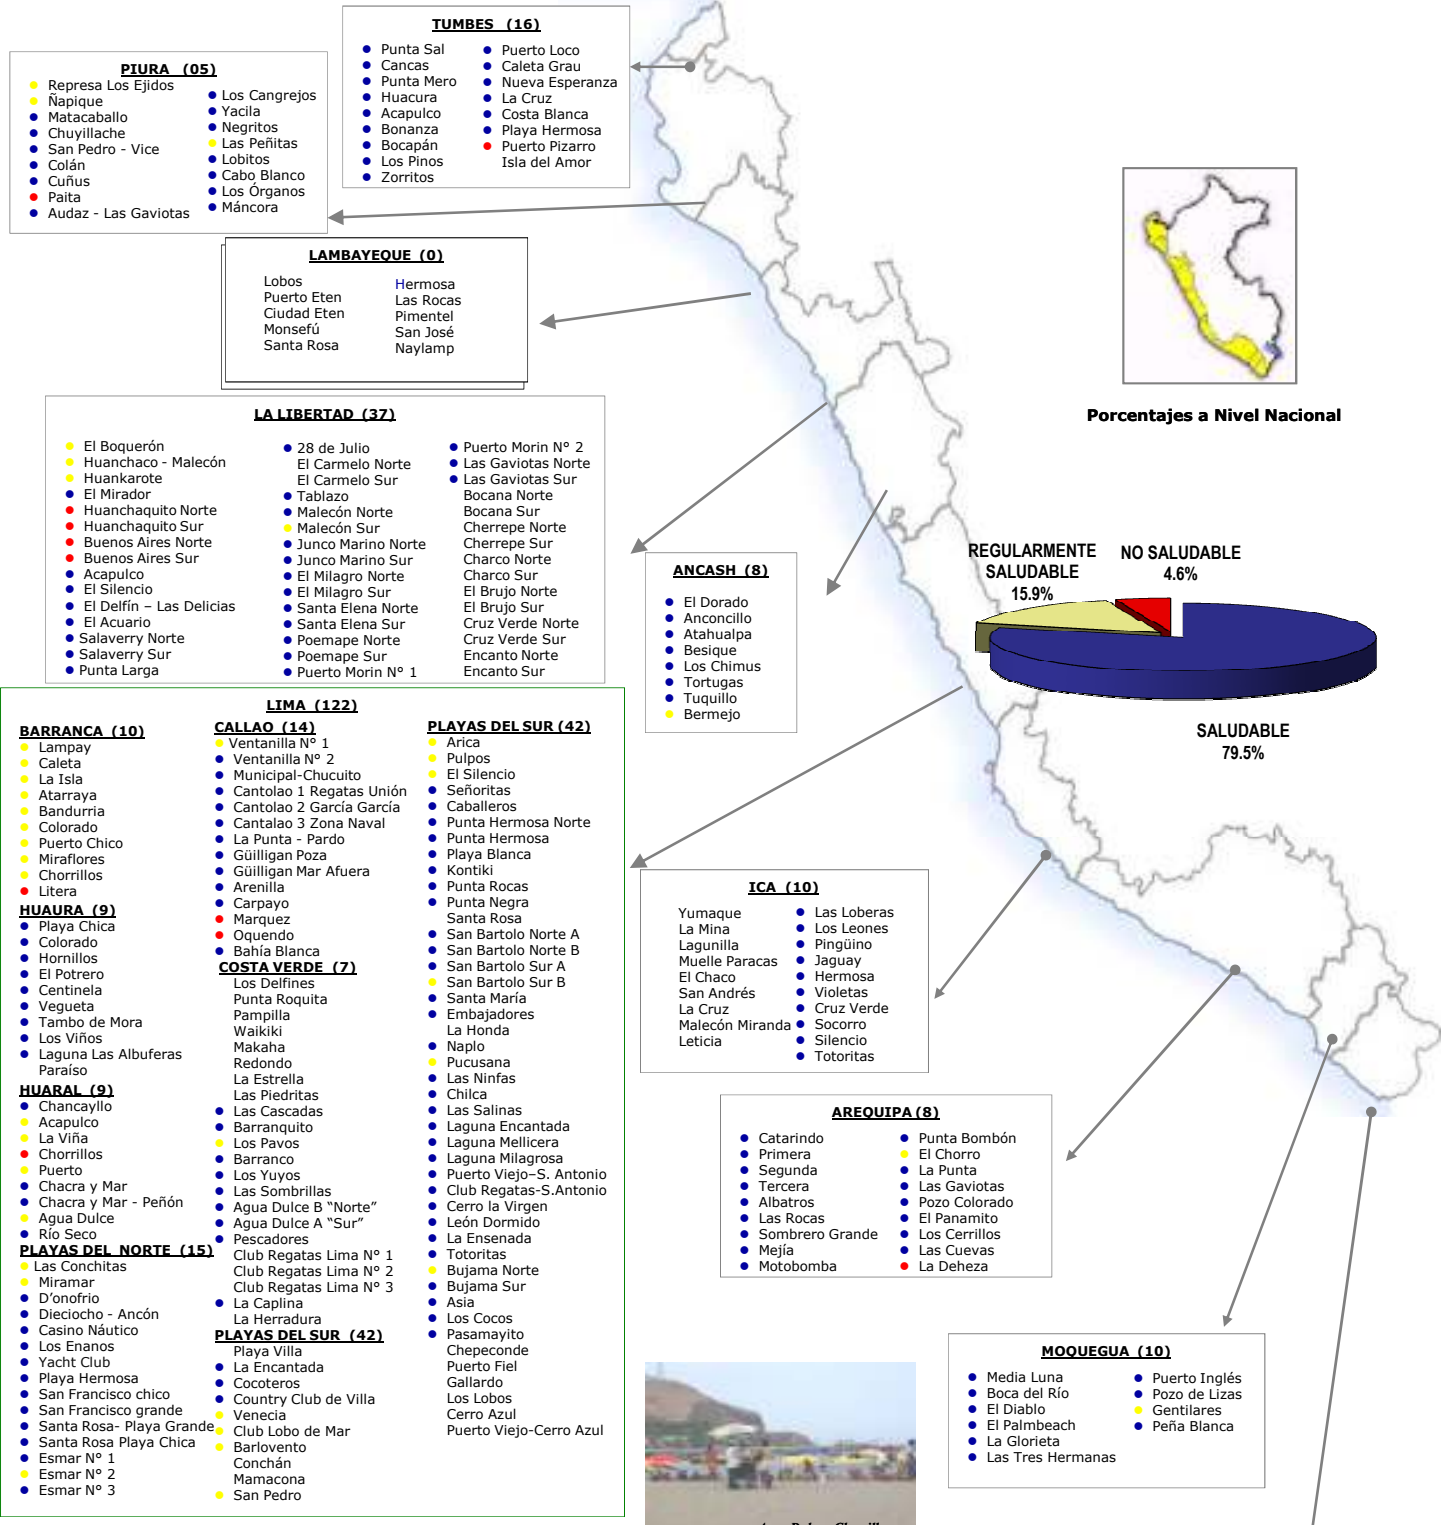 TUMBES (16)
Punta Sal
Cancas
Punta Mero
Huacura
Acapulco
Bonanza
Bocapán
Los Pinos
Zorritos
Puerto Loco
Caleta Grau
Nueva Esperanza
La Cruz
Costa Blanca
Playa Hermosa
Puerto Pizarro
Isla del Amor
PIURA (05)
Represa Los Ejidos
Ñapique
Matacaballo
Chuyillache
San Pedro - Vice
Colán
Cuñus
Paita
Audaz - Las Gaviotas
Los Cangrejos
Yacila
Negritos
Las Peñitas
Lobitos
Cabo Blanco
Los Órganos
Máncora
LAMBAYEQUE (0)
Lobos
Puerto Eten
Ciudad Eten
Monsefú
Santa Rosa
Hermosa
Las Rocas
Pimentel
San José
Naylamp
Porcentajes a Nivel Nacional
LA LIBERTAD (37)
El Boquerón
Huanchaco - Malecón
Huankarote
El Mirador
Huanchaquito Norte
Huanchaquito Sur
Buenos Aires Norte
Buenos Aires Sur
Acapulco
El Silencio
El Delfín – Las Delicias
El Acuario
Salaverry Norte
Salaverry Sur
Punta Larga
28 de Julio
El Carmelo Norte
El Carmelo Sur
Tablazo
Malecón Norte
Malecón Sur
Junco Marino Norte
Junco Marino Sur
El Milagro Norte
El Milagro Sur
Santa Elena Norte
Santa Elena Sur
Poemape Norte
Poemape Sur
Puerto Morin N° 1
Puerto Morin N° 2
Las Gaviotas Norte
Las Gaviotas Sur
Bocana Norte
Bocana Sur
Cherrepe Norte
Cherrepe Sur
Charco Norte
Charco Sur
El Brujo Norte
El Brujo Sur
Cruz Verde Norte
Cruz Verde Sur
Encanto Norte
Encanto Sur
ANCASH (8)
El Dorado
Anconcillo
Atahualpa
Besique
Los Chimus
Tortugas
Tuquillo
Bermejo
REGULARMENTE
SALUDABLE
15.9%
NO SALUDABLE
4.6%
SALUDABLE
79.5%
LIMA (122)
BARRANCA (10)
Lampay
Caleta
La Isla
Atarraya
Bandurria
Colorado
Puerto Chico
Miraflores
Chorrillos
Litera
HUAURA (9)
Playa Chica
Colorado
Hornillos
El Potrero
Centinela
Vegueta
Tambo de Mora
Los Viños
Laguna Las Albuferas
Paraíso
HUARAL (9)
Chancayllo
Acapulco
La Viña
Chorrillos
Puerto
Chacra y Mar
Chacra y Mar - Peñón
Agua Dulce
Río Seco
PLAYAS DEL NORTE (15)
Las Conchitas
Miramar
D'onofrio
Dieciocho - Ancón
Casino Náutico
Los Enanos
Yacht Club
Playa Hermosa
San Francisco chico
San Francisco grande
Santa Rosa- Playa Grande
Santa Rosa Playa Chica
Esmar N° 1
Esmar N° 2
Esmar N° 3
CALLAO (14)
Ventanilla N° 1
Ventanilla N° 2
Municipal-Chucuito
Cantolao 1 Regatas Unión
Cantolao 2 García García
Cantalao 3 Zona Naval
La Punta - Pardo
Güilligan Poza
Güilligan Mar Afuera
Arenilla
Carpayo
Marquez
Oquendo
Bahía Blanca
COSTA VERDE (7)
Los Delfines
Punta Roquita
Pampilla
Waikiki
Makaha
Redondo
La Estrella
Las Piedritas
Las Cascadas
Barranquito
Los Pavos
Barranco
Los Yuyos
Las Sombrillas
Agua Dulce B “Norte”
Agua Dulce A “Sur”
Pescadores
Club Regatas Lima N° 1
Club Regatas Lima N° 2
Club Regatas Lima N° 3
La Caplina
La Herradura
PLAYAS DEL SUR (42)
Playa Villa
La Encantada
Cocoteros
Country Club de Villa
Venecia
Club Lobo de Mar
Barlovento
Conchán
Mamacona
San Pedro
PLAYAS DEL SUR (42)
Arica
Pulpos
El Silencio
Señoritas
Caballeros
Punta Hermosa Norte
Punta Hermosa
Playa Blanca
Kontiki
Punta Rocas
Punta Negra
Santa Rosa
San Bartolo Norte A
San Bartolo Norte B
San Bartolo Sur A
San Bartolo Sur B
Santa María
Embajadores
La Honda
Naplo
Pucusana
Las Ninfas
Chilca
Las Salinas
Laguna Encantada
Laguna Mellicera
Laguna Milagrosa
Puerto Viejo–S. Antonio
Club Regatas-S.Antonio
Cerro la Virgen
León Dormido
La Ensenada
Totoritas
Bujama Norte
Bujama Sur
Asia
Los Cocos
Pasamayito
Chepeconde
Puerto Fiel
Gallardo
Los Lobos
Cerro Azul
Puerto Viejo-Cerro Azul
ICA (10)
Yumaque
La Mina
Lagunilla
Muelle Paracas
El Chaco
San Andrés
La Cruz
Malecón Miranda
Leticia
Las Loberas
Los Leones
Pingüino
Jaguay
Hermosa
Violetas
Cruz Verde
Socorro
Silencio
Totoritas
AREQUIPA (8)
Catarindo
Primera
Segunda
Tercera
Albatros
Las Rocas
Sombrero Grande
Mejía
Motobomba
Punta Bombón
El Chorro
La Punta
Las Gaviotas
Pozo Colorado
El Panamito
Los Cerrillos
Las Cuevas
La Deheza
MOQUEGUA (10)
Media Luna
Boca del Río
El Diablo
El Palmbeach
La Glorieta
Las Tres Hermanas
Puerto Inglés
Pozo de Lizas
Gentilares
Peña Blanca